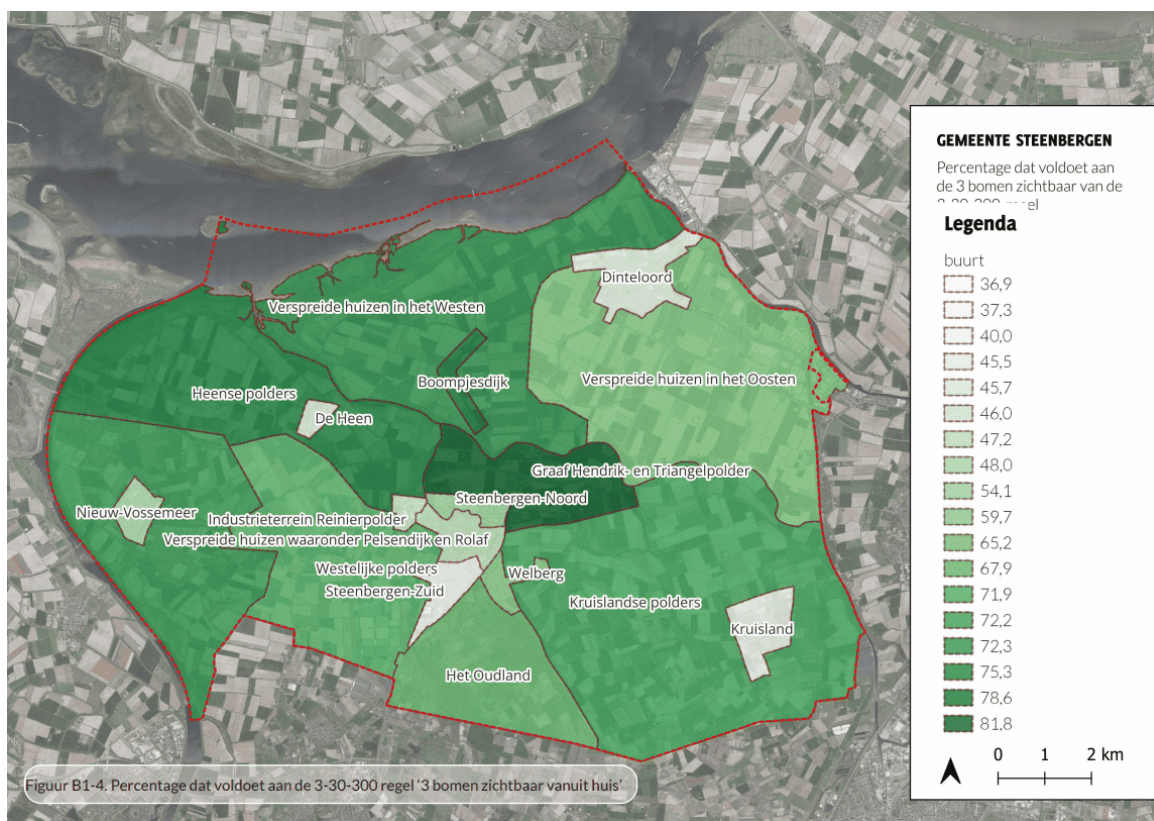 GEMEENTE STEENBERGEN
Percentage dat voldoet aan
de 3 bomen zichtbaar van de
3-30-300 regel
Legenda
buurt
36,9
37,3
40,0
45,5
45,7
46,0
47,2
48,0
54,1
59,7
65,2
67,9
71,9
72,2
72,3
75,3
78,6
81,8
0 1 2 km
Dinteloord
Verspreide huizen in het Westen
Boompjesdijk
Verspreide huizen in het Oosten
Heense polders
De Heen
Graaf Hendrik- en Triangelpolder
Steenbergen-Noord
Nieuw-Vossemeer
Industrieterrein Reinierpolder
Verspreide huizen waaronder Pelsendijk en Rolaf
Westelijke polders
Welberg
Steenbergen-Zuid
Kruislandse polders
Kruisland
Het Oudland
Figuur B1-4. Percentage dat voldoet aan de 3-30-300 regel ‘3 bomen zichtbaar vanuit huis’